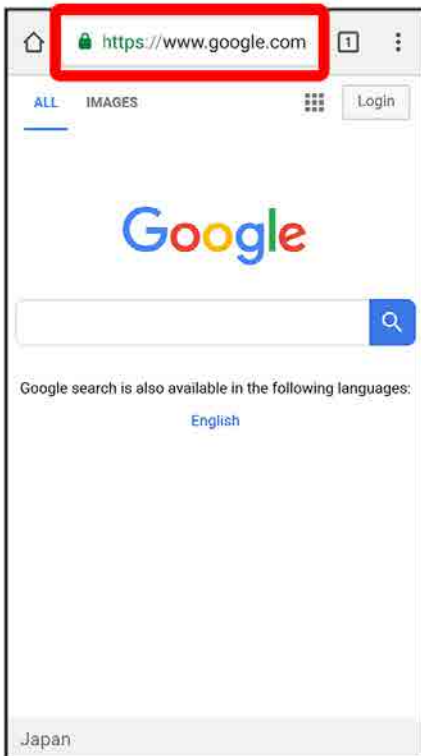 https://www.google.com 1
ALL IMAGES Login
Google
Google search is also available in the following languages:
English
Japan